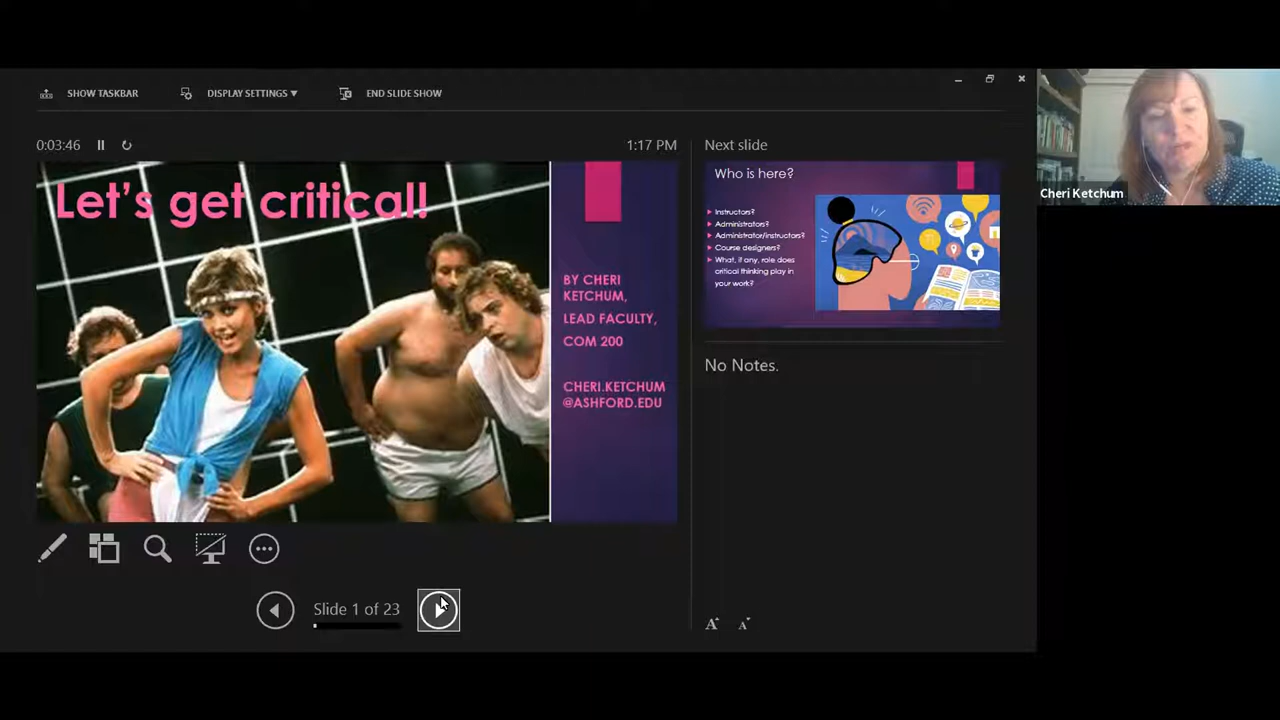 SHOW TASKBAR
DISPLAY SETTINGS ▾
END SLIDE SHOW
0:03:46
1:17 PM
Let's get critical!
BY CHERI
KETCHUM,
LEAD FACULTY,
COM 200
CHERI.KETCHUM
@ASHFORD.EDU
Slide 1 of 23
Next slide
Who is here?
Instructors?
Administrators?
Administrator/instructors?
Course designers?
What, if any, role does
critical thinking play in
your work?
No Notes.
A A
Cheri Ketchum